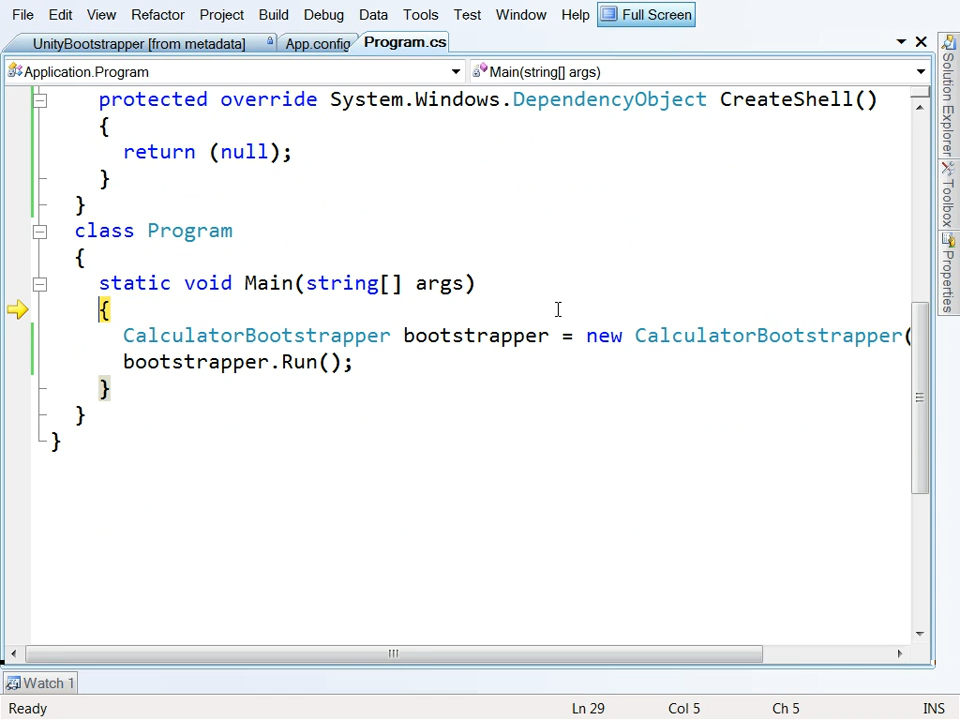 File Edit View Refactor Project Build Debug Data Tools Test Window Help Full Screen
UnityBootstrapper [from metadata] App.config Program.cs
Application.Program Main(string[] args)
protected override System.Windows.DependencyObject CreateShell()
{
return (null);
}
}
class Program
{
static void Main(string[] args)
{
CalculatorBootstrapper bootstrapper = new CalculatorBootstrapper(
bootstrapper.Run();
}
}
}
Solution Explorer
Toolbox
Properties
Watch 1
Ready Ln 29 Col 5 Ch 5 INS